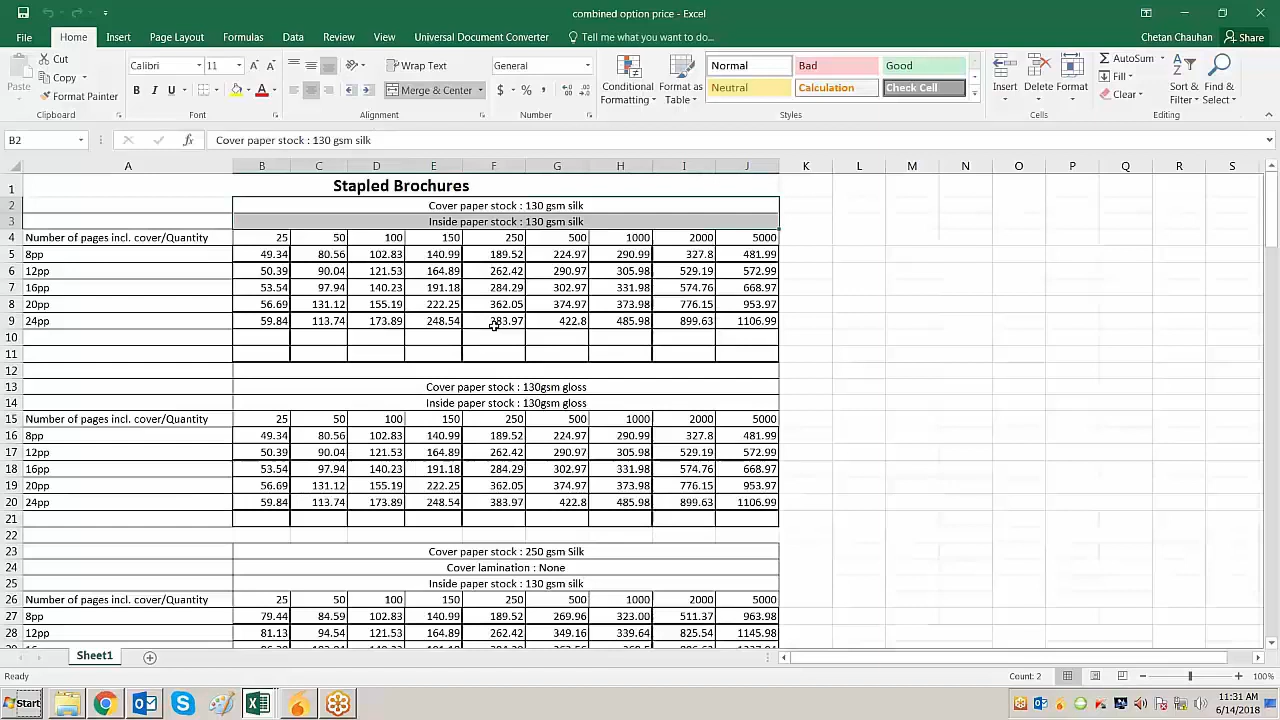 combined option price - Excel
Chetan Chauhan Share
File Home Insert Page Layout Formulas Data Review View Universal Document Converter Tell me what you want to do...
Cut
Copy
Format Painter
Paste
Clipboard
Calibri 11
B I U
Font
Wrap Text
Merge & Center
Alignment
General
$ % ,
Number
Conditional Formatting
Format as Table
Normal Bad Good
Neutral Calculation Check Cell
Styles
Insert Delete Format
Cells
AutoSum
Fill
Clear
Sort & Filter
Find & Select
Editing
B2 fx Cover paper stock : 130 gsm silk
A B C D E F G H I J K L M N O P Q R S
1 Stapled Brochures
2 Cover paper stock : 130 gsm silk
3 Inside paper stock : 130 gsm silk
4 Number of pages incl. cover/Quantity 25 50 100 150 250 500 1000 2000 5000
5 8pp 49.34 80.56 102.83 140.99 189.52 224.97 290.99 327.8 481.99
6 12pp 50.39 90.04 121.53 164.89 262.42 290.97 305.98 529.19 572.99
7 16pp 53.54 97.94 140.23 191.18 284.29 302.97 331.98 574.76 668.97
8 20pp 56.69 131.12 155.19 222.25 362.05 374.97 373.98 776.15 953.97
9 24pp 59.84 113.74 173.89 248.54 383.97 422.8 485.98 899.63 1106.99
10
11
12
13 Cover paper stock : 130gsm gloss
14 Inside paper stock : 130gsm gloss
15 Number of pages incl. cover/Quantity 25 50 100 150 250 500 1000 2000 5000
16 8pp 49.34 80.56 102.83 140.99 189.52 224.97 290.99 327.8 481.99
17 12pp 50.39 90.04 121.53 164.89 262.42 290.97 305.98 529.19 572.99
18 16pp 53.54 97.94 140.23 191.18 284.29 302.97 331.98 574.76 668.97
19 20pp 56.69 131.12 155.19 222.25 362.05 374.97 373.98 776.15 953.97
20 24pp 59.84 113.74 173.89 248.54 383.97 422.8 485.98 899.63 1106.99
21
22
23 Cover paper stock : 250 gsm Silk
24 Cover lamination : None
25 Inside paper stock : 130 gsm silk
26 Number of pages incl. cover/Quantity 25 50 100 150 250 500 1000 2000 5000
27 8pp 79.44 84.59 102.83 140.99 189.52 269.96 323.00 511.37 963.98
28 12pp 81.13 94.54 121.53 164.89 262.42 349.16 339.64 825.54 1145.98
Sheet1
Ready Count: 2 100%
Start 11:31 AM
6/14/2018